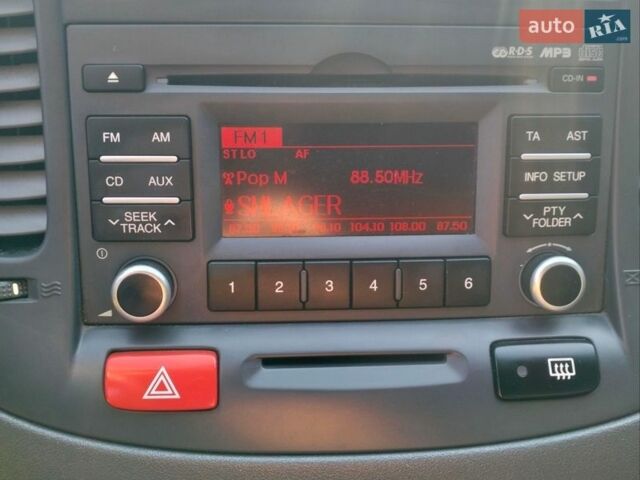 auto RIA
.com
R·D·S MP3 disc
CD-IN
FM AM
CD AUX
SEEK
TRACK
FM1
ST LO AF
Pop M 88.50MHz
SHLAGER
104.10 108.00 87.50
TA AST
INFO SETUP
PTY
FOLDER
1 2 3 4 5 6